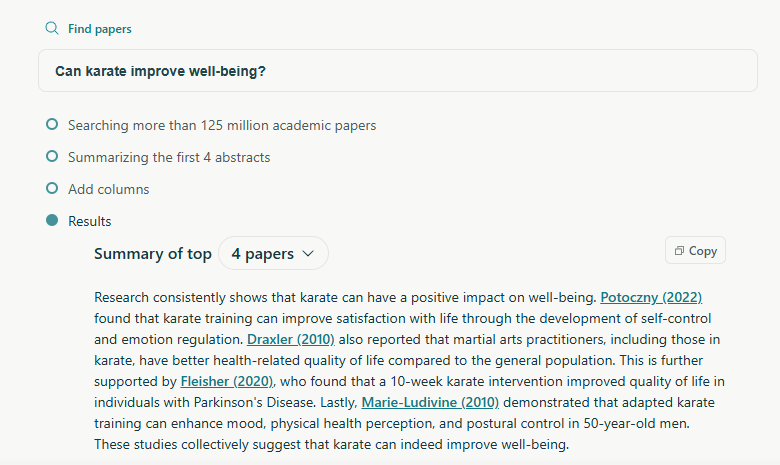 Find papers
Can karate improve well-being?
Searching more than 125 million academic papers
Summarizing the first 4 abstracts
Add columns
Results
Summary of top 4 papers
Copy
Research consistently shows that karate can have a positive impact on well-being. Potoczny (2022)
found that karate training can improve satisfaction with life through the development of self-control
and emotion regulation. Draxler (2010) also reported that martial arts practitioners, including those in
karate, have better health-related quality of life compared to the general population. This is further
supported by Fleisher (2020), who found that a 10-week karate intervention improved quality of life in
individuals with Parkinson's Disease. Lastly, Marie-Ludivine (2010) demonstrated that adapted karate
training can enhance mood, physical health perception, and postural control in 50-year-old men.
These studies collectively suggest that karate can indeed improve well-being.